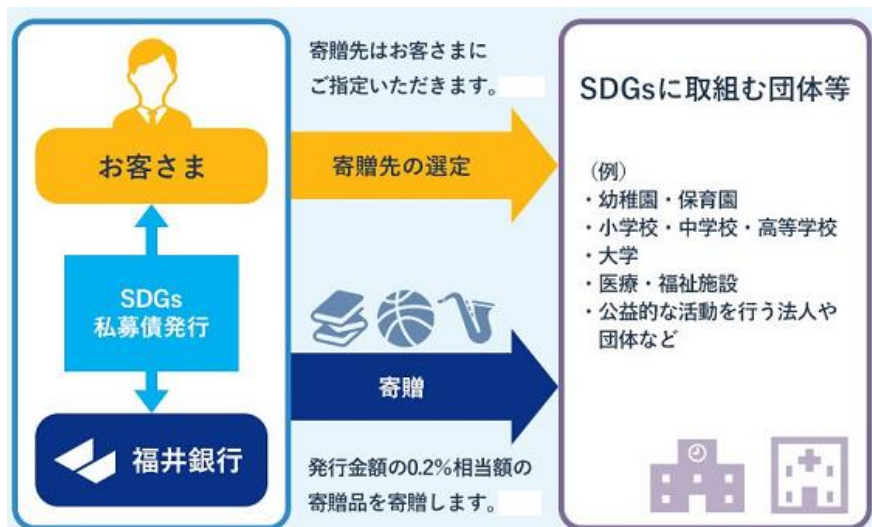 お客さま
SDGs
私募債発行
福井銀行
寄贈先はお客さまに
ご指定いただきます。
寄贈先の選定
寄贈
発行金額の0.2%相当額の
寄贈品を寄贈します。
SDGsに取組む団体等
（例）
・幼稚園・保育園
・小学校・中学校・高等学校
・大学
・医療・福祉施設
・公益的な活動を行う法人や
団体など